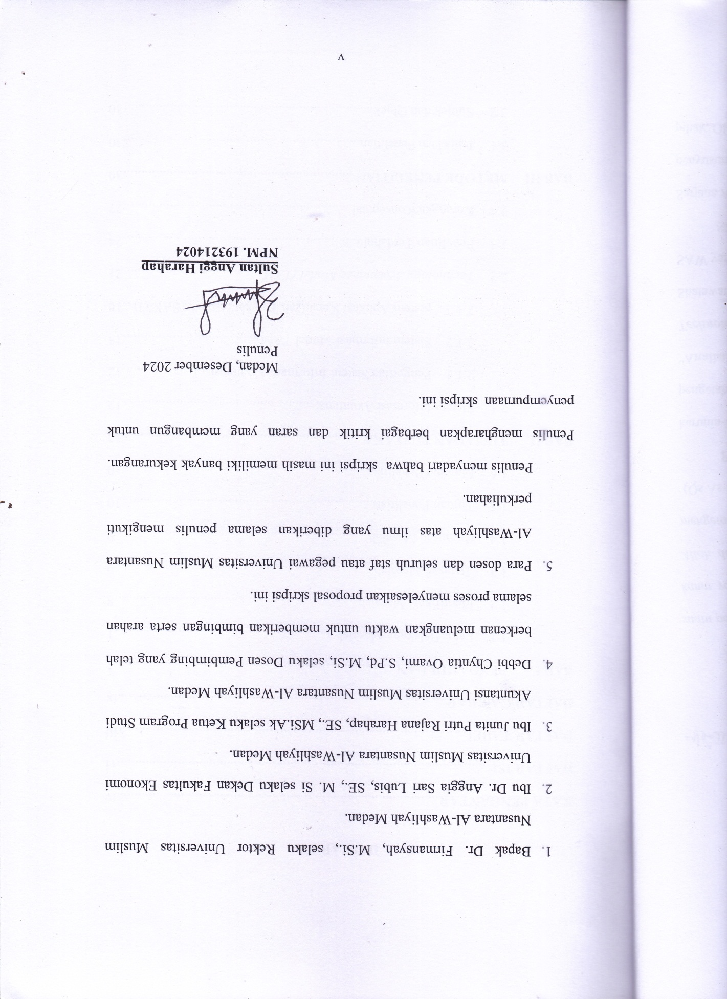 1. Bapak Dr. Firmansyah, M.Si., selaku Rektor Universitas Muslim
Nusantara Al-Washliyah Medan.
2. Ibu Dr. Anggia Sari Lubis, SE., M. Si selaku Dekan Fakultas Ekonomi
Universitas Muslim Nusantara Al-Washliyah Medan.
3. Ibu Junita Putri Rajana Harahap, SE., MSi.Ak selaku Ketua Program Studi
Akuntansi Universitas Muslim Nusantara Al-Washliyah Medan.
4. Debbi Chyntia Ovami, S.Pd, M.Si, selaku Dosen Pembimbing yang telah
berkenan meluangkan waktu untuk memberikan bimbingan serta arahan
selama proses menyelesaikan proposal skripsi ini.
5. Para dosen dan seluruh staf atau pegawai Universitas Muslim Nusantara
Al-Washliyah atas ilmu yang diberikan selama penulis mengikuti
perkuliahan.
Penulis menyadari bahwa skripsi ini masih memiliki banyak kekurangan.
Penulis mengharapkan berbagai kritik dan saran yang membangun untuk
penyempurnaan skripsi ini.
Medan, Desember 2024
Penulis
Sultan Anggi Harahap
NPM. 193214024
v